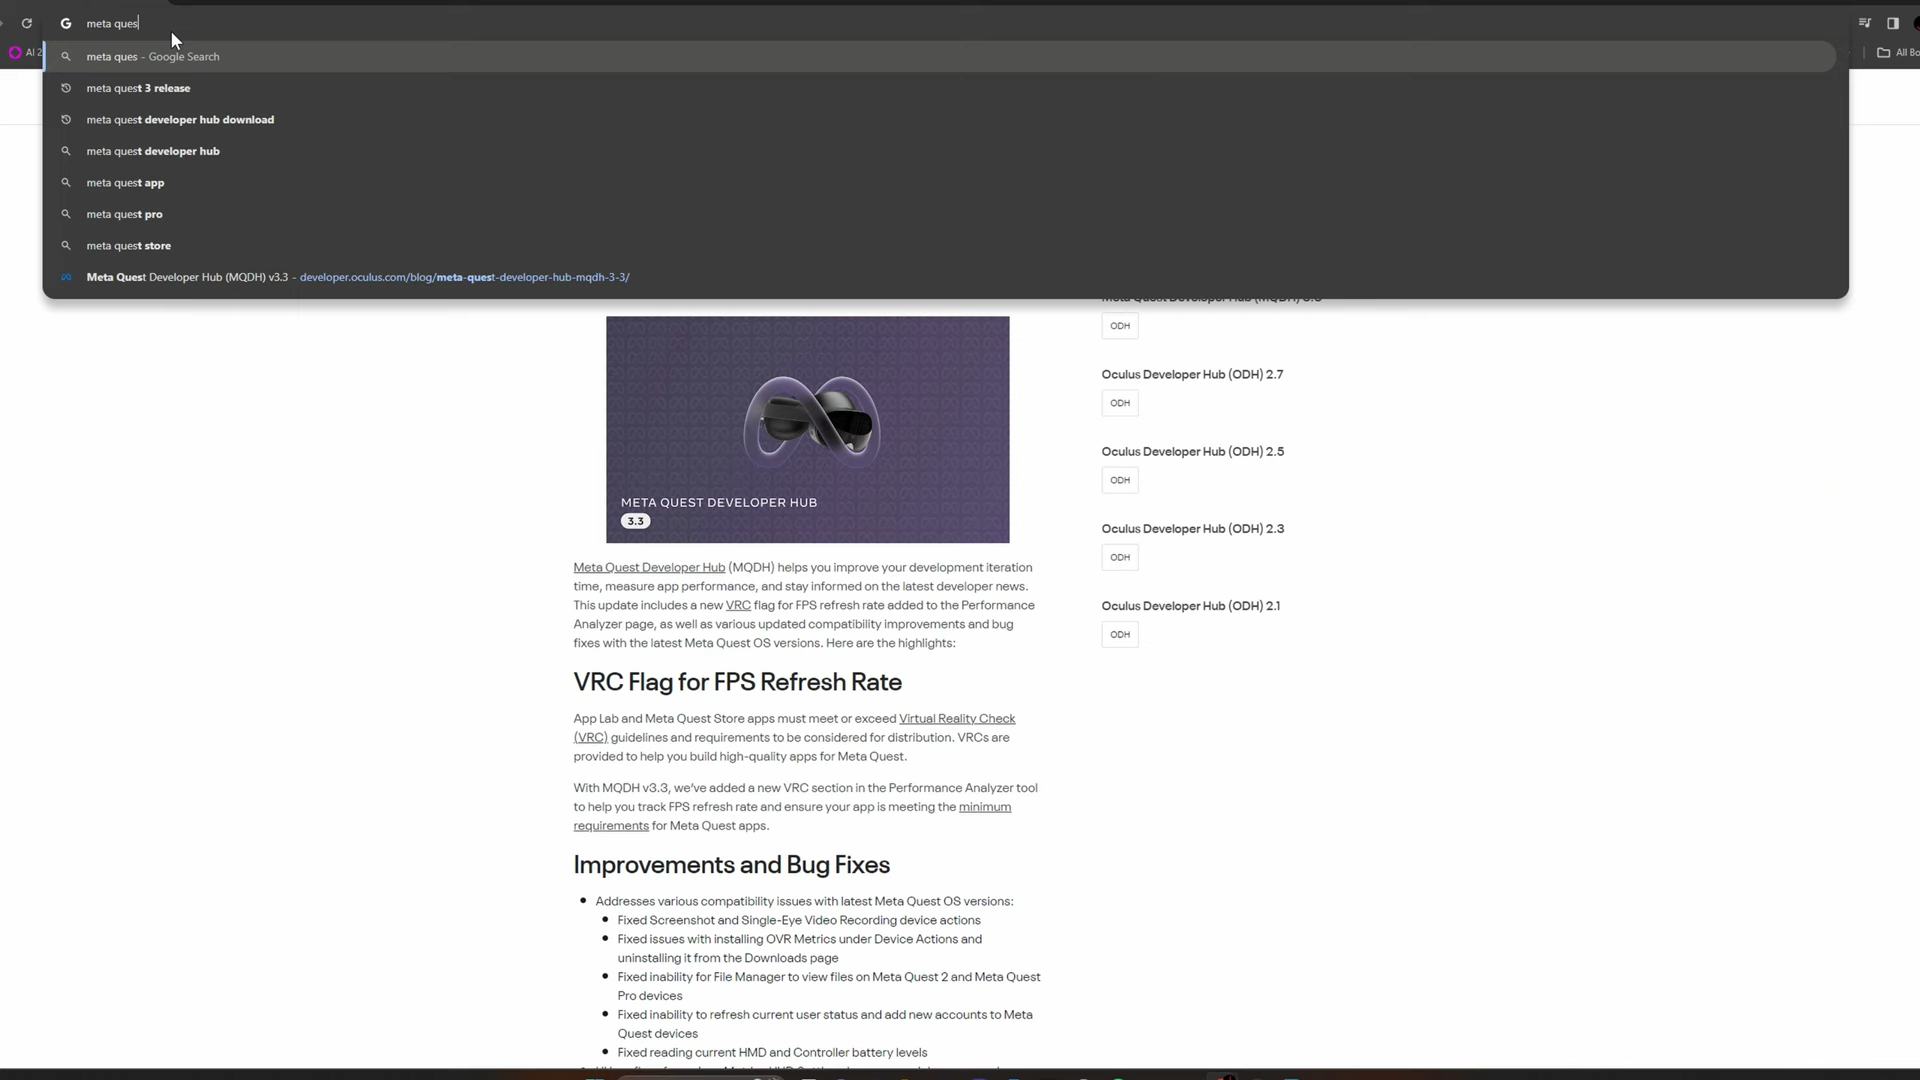 meta ques
AI 2
All Bo
meta ques - Google Search
meta quest 3 release
meta quest developer hub download
meta quest developer hub
meta quest app
meta quest pro
meta quest store
Meta Quest Developer Hub (MQDH) v3.3 - developer.oculus.com/blog/meta-quest-developer-hub-mqdh-3-3/
META QUEST DEVELOPER HUB
3.3
Meta Quest Developer Hub (MQDH) helps you improve your development iteration
time, measure app performance, and stay informed on the latest developer news.
This update includes a new VRC flag for FPS refresh rate added to the Performance
Analyzer page, as well as various updated compatibility improvements and bug
fixes with the latest Meta Quest OS versions. Here are the highlights:
VRC Flag for FPS Refresh Rate
App Lab and Meta Quest Store apps must meet or exceed Virtual Reality Check
(VRC) guidelines and requirements to be considered for distribution. VRCs are
provided to help you build high-quality apps for Meta Quest.
With MQDH v3.3, we've added a new VRC section in the Performance Analyzer tool
to help you track FPS refresh rate and ensure your app is meeting the minimum
requirements for Meta Quest apps.
Improvements and Bug Fixes
Addresses various compatibility issues with latest Meta Quest OS versions:
Fixed Screenshot and Single-Eye Video Recording device actions
Fixed issues with installing OVR Metrics under Device Actions and
uninstalling it from the Downloads page
Fixed inability for File Manager to view files on Meta Quest 2 and Meta Quest
Pro devices
Fixed inability to refresh current user status and add new accounts to Meta
Quest devices
Fixed reading current HMD and Controller battery levels
ODH
Oculus Developer Hub (ODH) 2.7
ODH
Oculus Developer Hub (ODH) 2.5
ODH
Oculus Developer Hub (ODH) 2.3
ODH
Oculus Developer Hub (ODH) 2.1
ODH